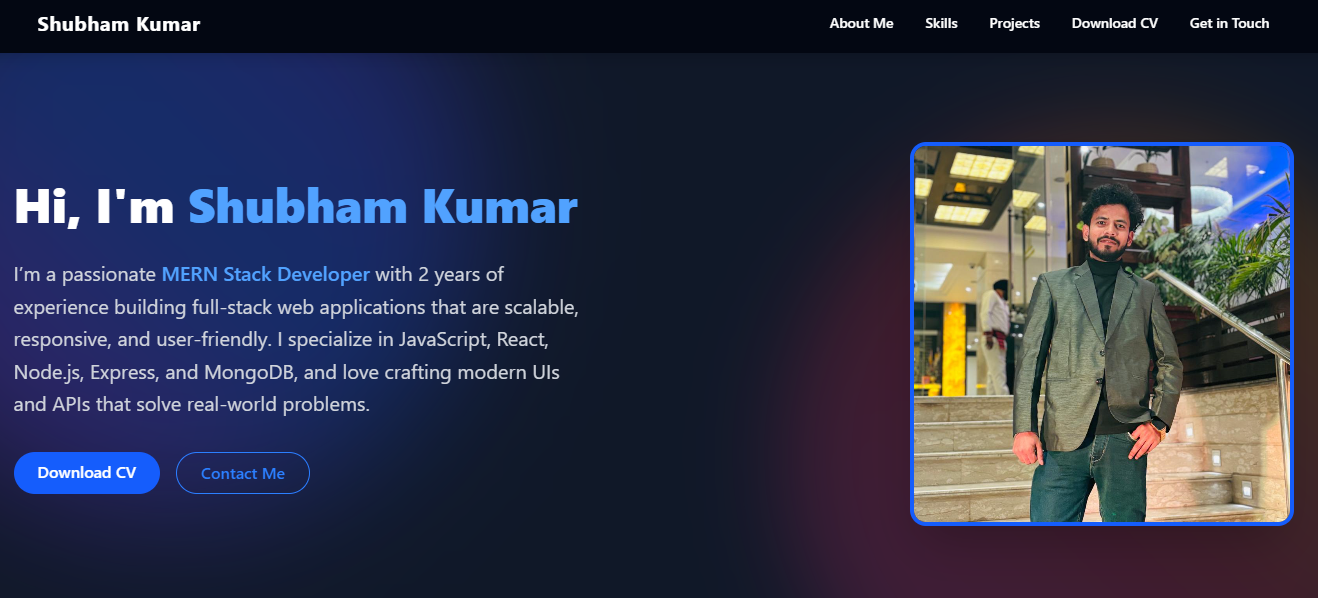 Shubham Kumar
About Me Skills Projects Download CV Get in Touch
Hi, I'm Shubham Kumar
I’m a passionate MERN Stack Developer with 2 years of
experience building full-stack web applications that are scalable,
responsive, and user-friendly. I specialize in JavaScript, React,
Node.js, Express, and MongoDB, and love crafting modern UIs
and APIs that solve real-world problems.
Download CV Contact Me